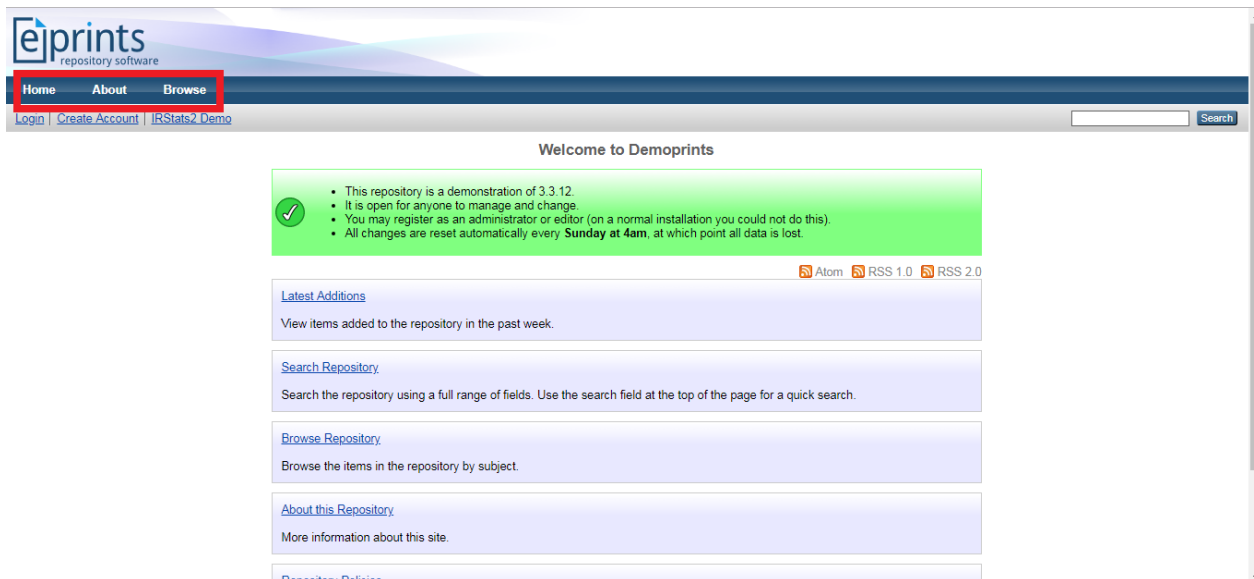 eprints
repository software
Home About Browse
Login | Create Account | IRStats2 Demo
Search
Welcome to Demoprints
• This repository is a demonstration of 3.3.12.
• It is open for anyone to manage and change.
• You may register as an administrator or editor (on a normal installation you could not do this).
• All changes are reset automatically every Sunday at 4am, at which point all data is lost.
Atom RSS 1.0 RSS 2.0
Latest Additions
View items added to the repository in the past week.
Search Repository
Search the repository using a full range of fields. Use the search field at the top of the page for a quick search.
Browse Repository
Browse the items in the repository by subject.
About this Repository
More information about this site.
Repository Policies